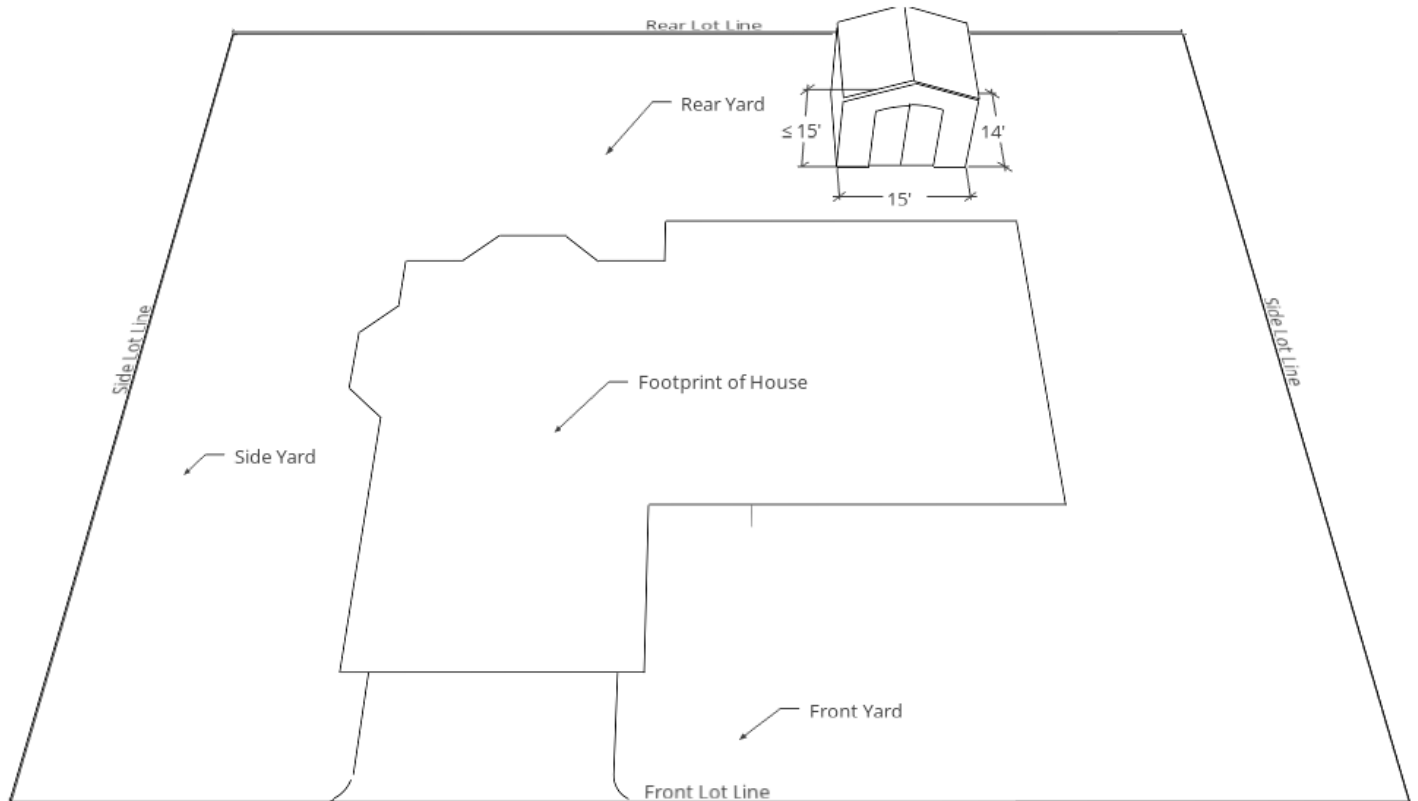 Rear Lot Line
Rear Yard
≤ 15'
14'
15'
Side Lot Line
Side Lot Line
Footprint of House
Side Yard
Front Yard
Front Lot Line